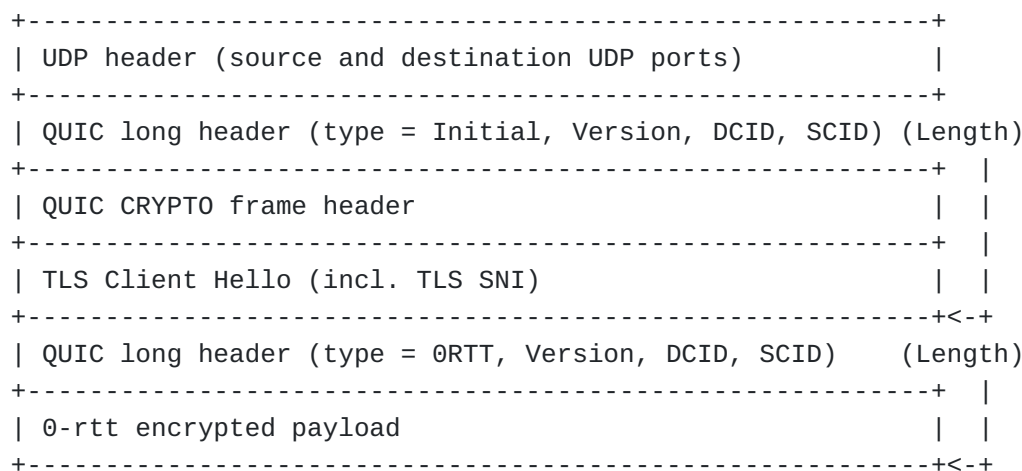 +----------------------------------------------------------+
| UDP header (source and destination UDP ports)            |
+----------------------------------------------------------+
| QUIC long header (type = Initial, Version, DCID, SCID) (Length)
+----------------------------------------------------------+  |
| QUIC CRYPTO frame header                                 |  |
+----------------------------------------------------------+  |
| TLS Client Hello (incl. TLS SNI)                         |  |
+----------------------------------------------------------+<-+
| QUIC long header (type = 0RTT, Version, DCID, SCID)    (Length)
+----------------------------------------------------------+  |
| 0-rtt encrypted payload                                  |  |
+----------------------------------------------------------+<-+